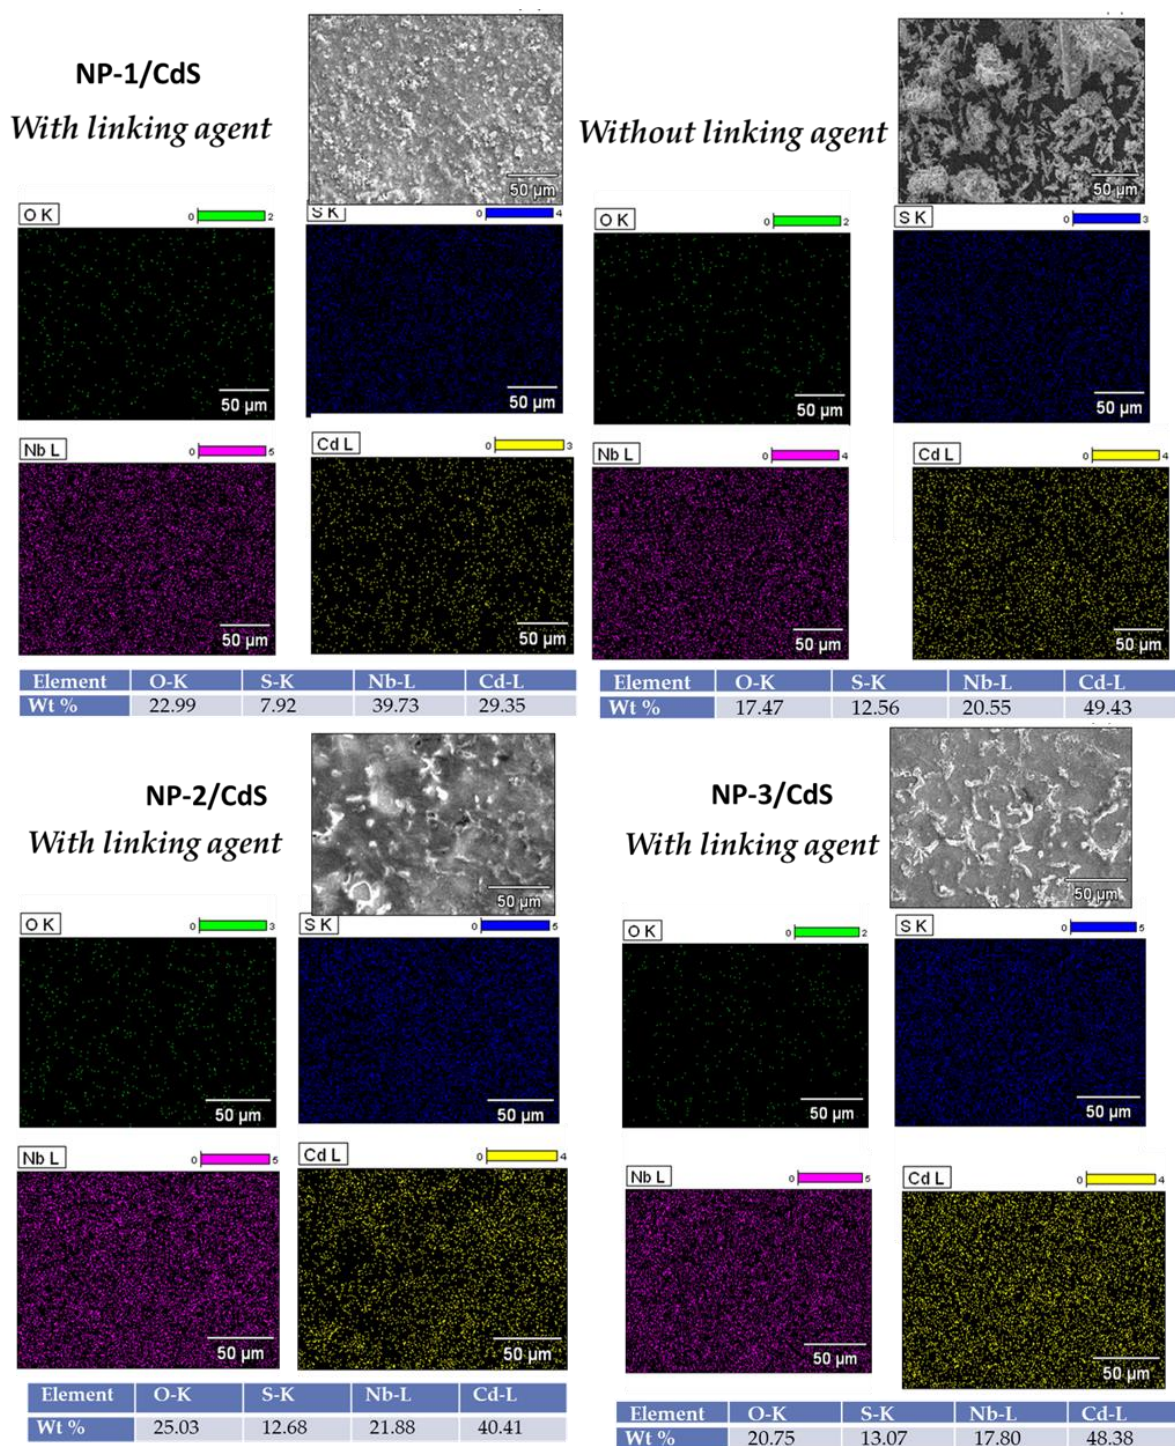 NP-1/CdS
With linking agent
50 µm
O K
0 2
50 µm
S K
0 4
50 µm
Nb L
0 5
50 µm
Cd L
0 3
50 µm
Element O-K S-K Nb-L Cd-L
Wt % 22.99 7.92 39.73 29.35
Without linking agent
50 µm
O K
0 2
50 µm
S K
0 3
50 µm
Nb L
0 4
50 µm
Cd L
0 4
50 µm
Element O-K S-K Nb-L Cd-L
Wt % 17.47 12.56 20.55 49.43
NP-2/CdS
With linking agent
50 µm
O K
0 3
50 µm
S K
0 5
50 µm
Nb L
0 5
50 µm
Cd L
0 4
50 µm
Element O-K S-K Nb-L Cd-L
Wt % 25.03 12.68 21.88 40.41
NP-3/CdS
With linking agent
50 µm
O K
0 2
50 µm
S K
0 5
50 µm
Nb L
0 5
50 µm
Cd L
0 4
50 µm
Element O-K S-K Nb-L Cd-L
Wt % 20.75 13.07 17.80 48.38